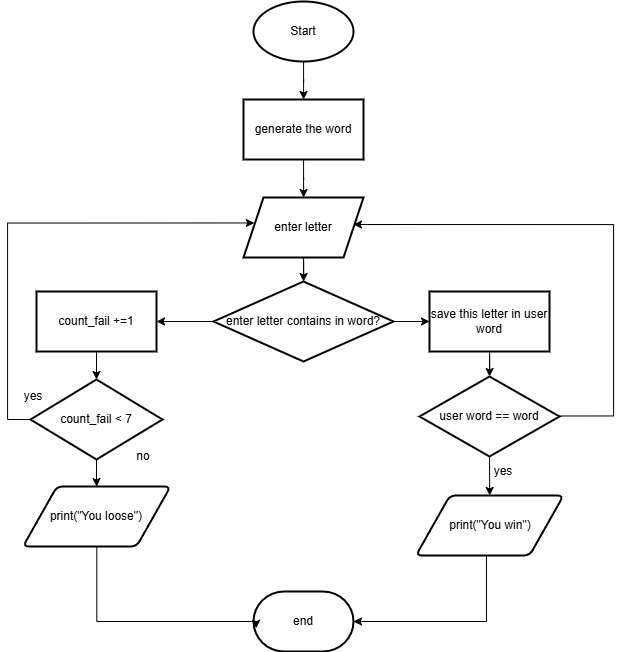 Start
generate the word
enter letter
count_fail +=1
enter letter contains in word?
save this letter in user
word
yes
count_fail < 7
user word == word
no
yes
print("You loose")
print("You win")
end